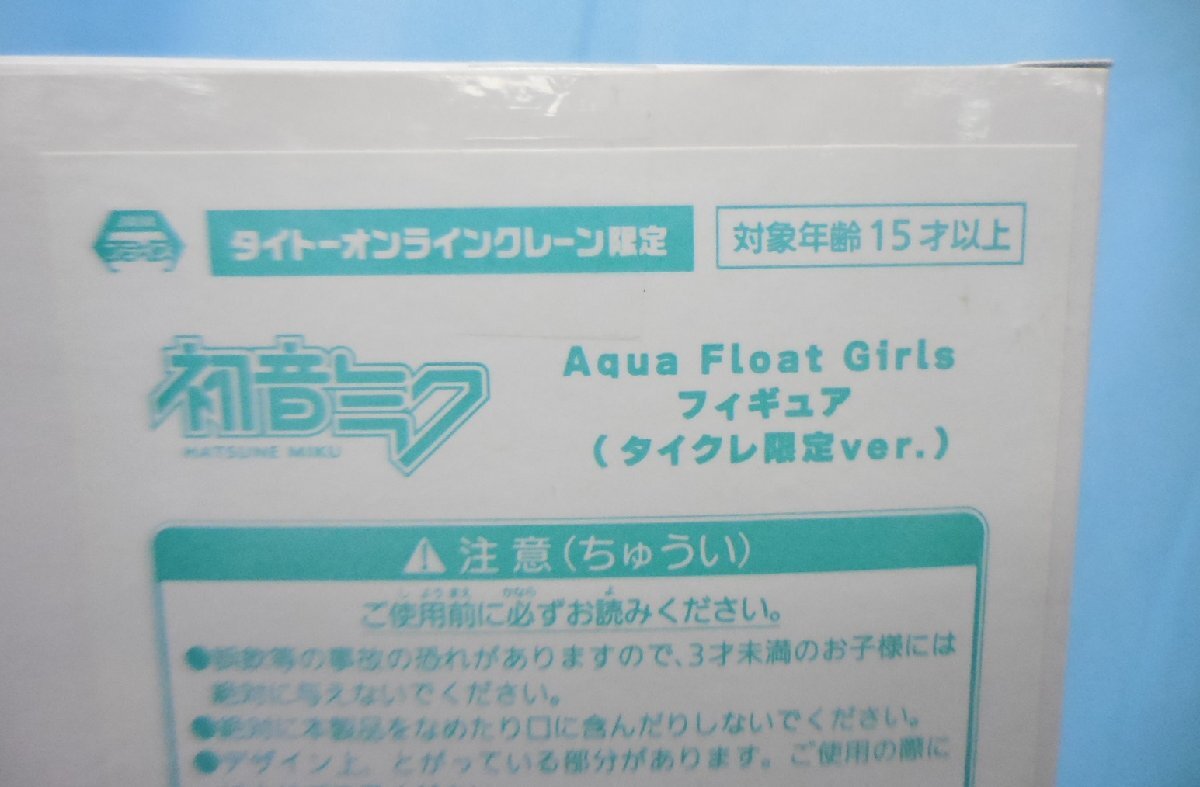 タイトーオンラインクレーン限定
対象年齢15才以上
初音ミク
HATSUNE MIKU
Aqua Float Girls
フィギュア
(タイクレ限定ver.)
注意(ちゅうい)
ご使用前に必ずお読みください。
●誤飲等の事故の恐れがありますので、3才未満のお子様には
絶対に与えないでください。
●絶対に本製品をなめたり口に含んだりしないでください。
●デザイン上、とがっている部分があります。ご使用の際に